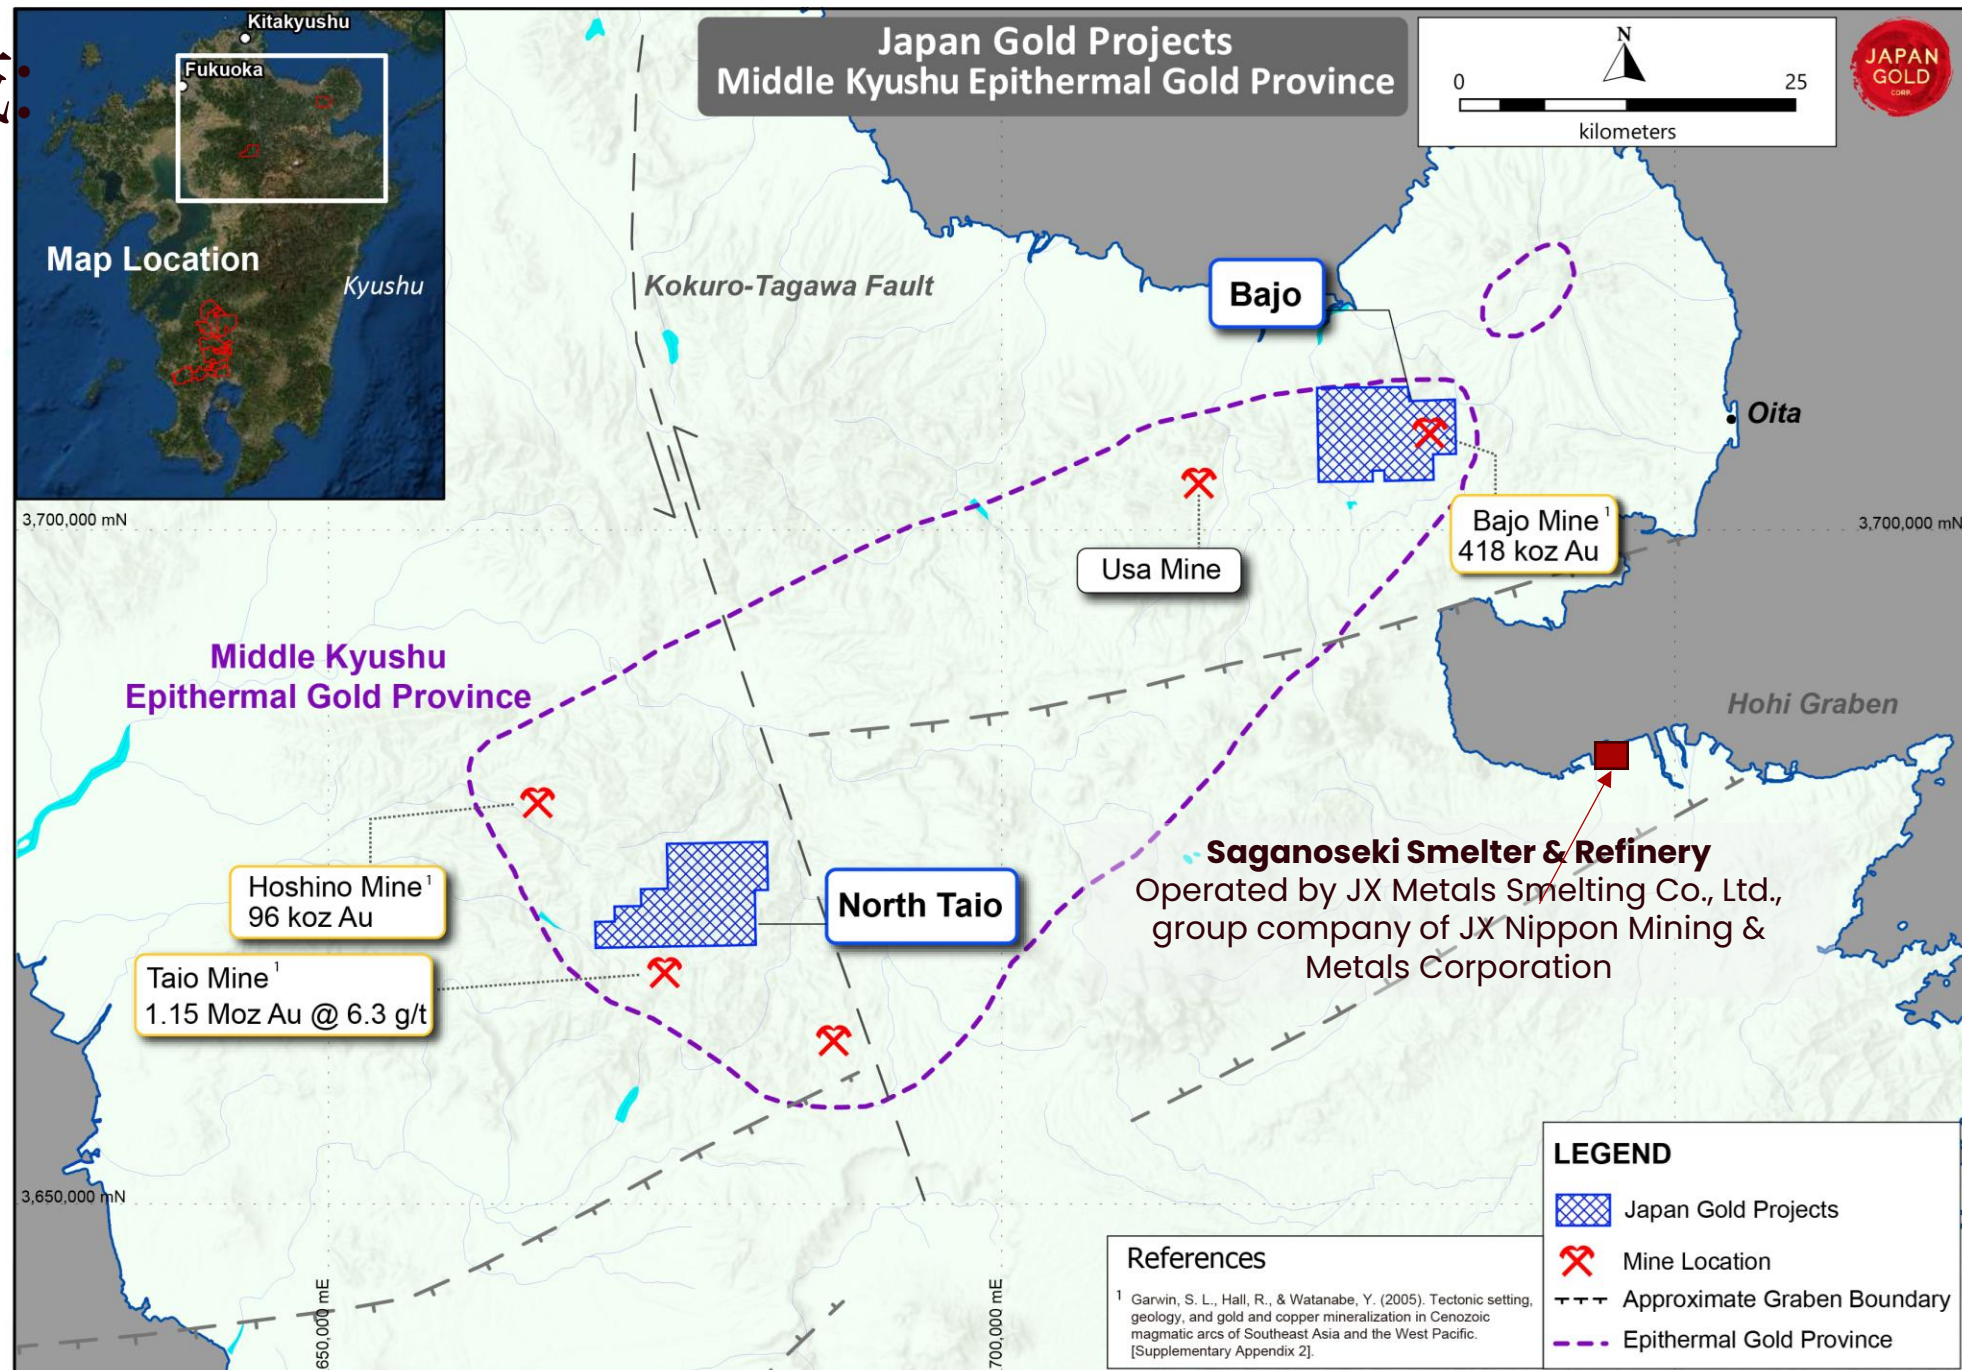 Kitakyushu
Fukuoka
Map Location
Kyushu
Japan Gold Projects
Middle Kyushu Epithermal Gold Province
N
0
25
kilometers
JAPAN
GOLD
CORP.
Kokuro-Tagawa Fault
Bajo
Oita
3,700,000 mN
3,700,000 mN
Bajo Mine 1
418 koz Au
Usa Mine
Middle Kyushu
Epithermal Gold Province
Hohi Graben
Hoshino Mine 1
96 koz Au
North Taio
Saganoseki Smelter & Refinery
Operated by JX Metals Smelting Co., Ltd.,
group company of JX Nippon Mining &
Metals Corporation
Taio Mine 1
1.15 Moz Au @ 6.3 g/t
3,650,000 mN
650,000 mE
700,000 mE
References
1 Garwin, S. L., Hall, R., & Watanabe, Y. (2005). Tectonic setting,
geology, and gold and copper mineralization in Cenozoic
magmatic arcs of Southeast Asia and the West Pacific.
[Supplementary Appendix 2].
LEGEND
Japan Gold Projects
Mine Location
Approximate Graben Boundary
Epithermal Gold Province